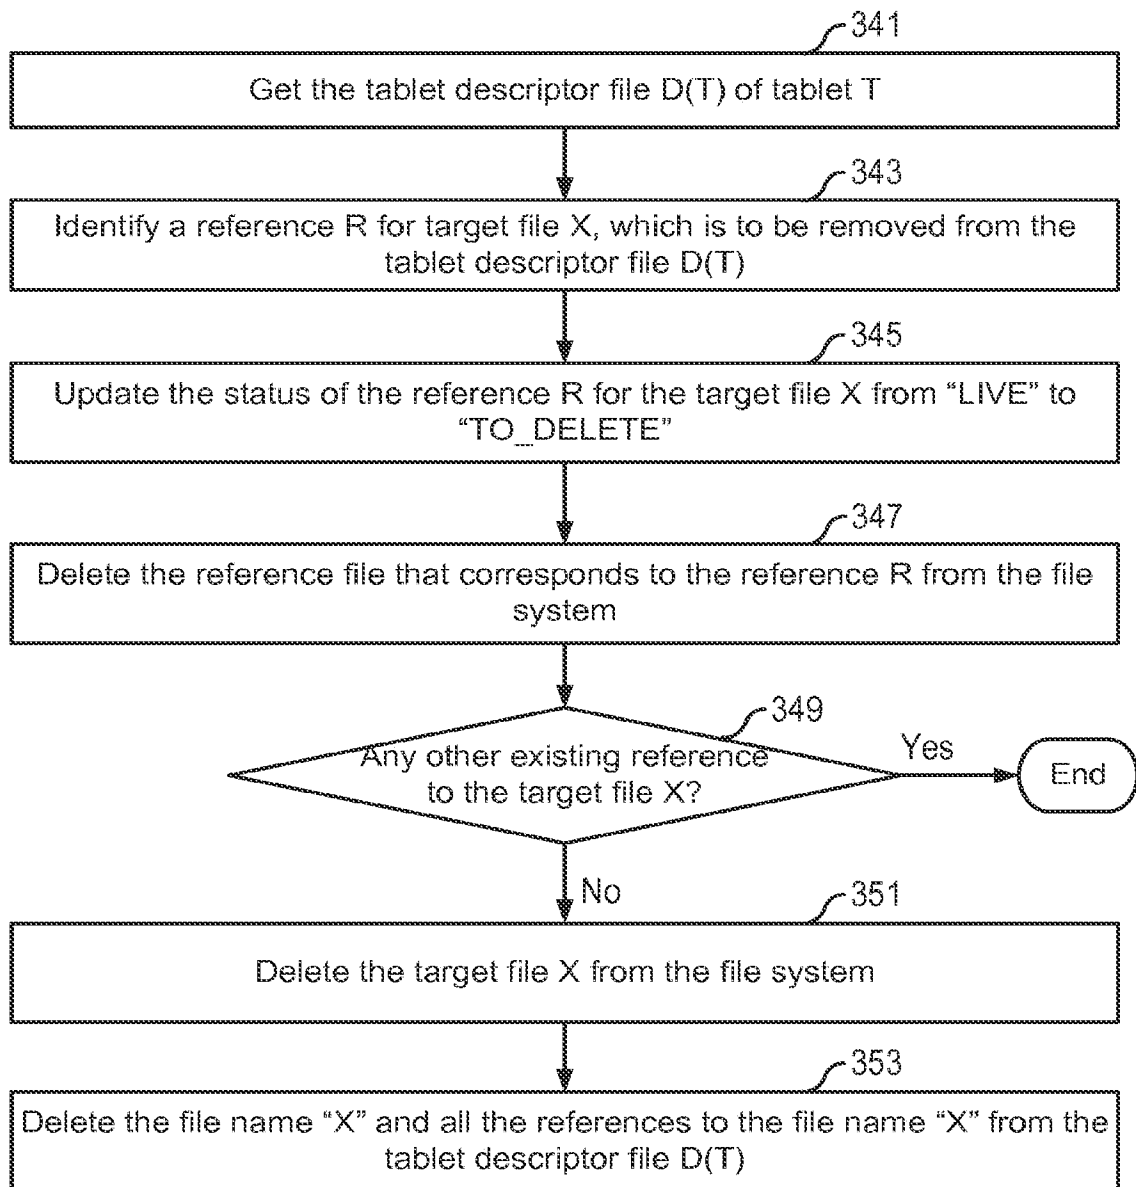 341
Get the tablet descriptor file D(T) of tablet T
343
Identify a reference R for target file X, which is to be removed from the
tablet descriptor file D(T)
345
Update the status of the reference R for the target file X from “LIVE” to
“TO_DELETE”
347
Delete the reference file that corresponds to the reference R from the file
system
349
Any other existing reference
to the target file X?
Yes
End
No
351
Delete the target file X from the file system
353
Delete the file name “X” and all the references to the file name “X” from the
tablet descriptor file D(T)